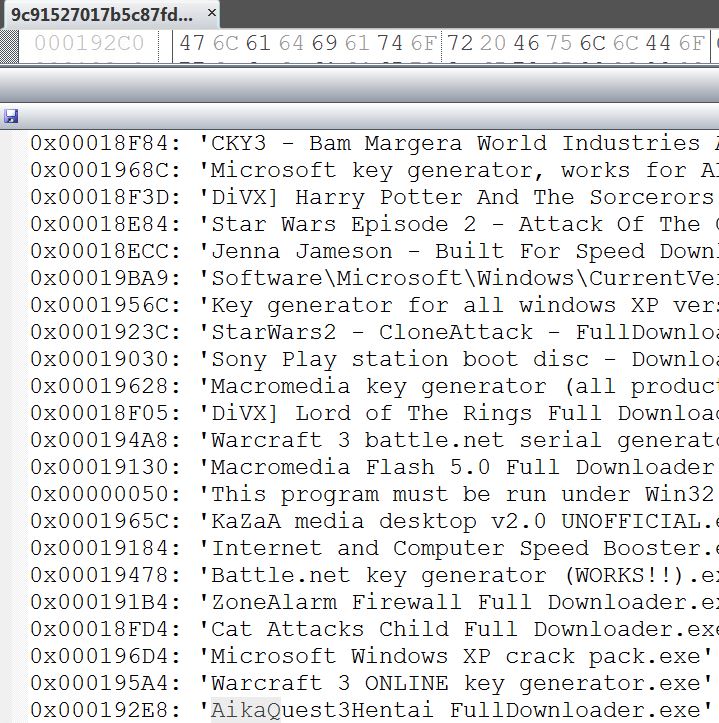 9c91527017b5c87fd... ×
000192C0 47 6C 61 64 69 61 74 6F 72 20 46 75 6C 6C 44 6F
0x00018F84: 'CKY3 - Bam Margera World Industries
0x0001968C: 'Microsoft key generator, works for
0x00018F3D: 'DiVX] Harry Potter And The Sorcerors
0x00018E84: 'Star Wars Episode 2 - Attack Of The
0x00018ECC: 'Jenna Jameson - Built For Speed Downl
0x00019BA9: 'Software\Microsoft\Windows\CurrentVer
0x0001956C: 'Key generator for all windows XP vers
0x0001923C: 'StarWars2 - CloneAttack - FullDownloa
0x00019030: 'Sony Play station boot disc - Downloa
0x00019628: 'Macromedia key generator (all product
0x00018F05: 'DiVX] Lord of The Rings Full Downloa
0x000194A8: 'Warcraft 3 battle.net serial generato
0x00019130: 'Macromedia Flash 5.0 Full Downloader
0x00000050: 'This program must be run under Win32
0x0001965C: 'KaZaA media desktop v2.0 UNOFFICIAL.e
0x00019184: 'Internet and Computer Speed Booster.e
0x00019478: 'Battle.net key generator (WORKS!!).ex
0x000191B4: 'ZoneAlarm Firewall Full Downloader.ex
0x00018FD4: 'Cat Attacks Child Full Downloader.exe
0x000196D4: 'Microsoft Windows XP crack pack.exe'
0x000195A4: 'Warcraft 3 ONLINE key generator.exe'
0x000192E8: 'AikaQuest3Hentai FullDownloader.exe'